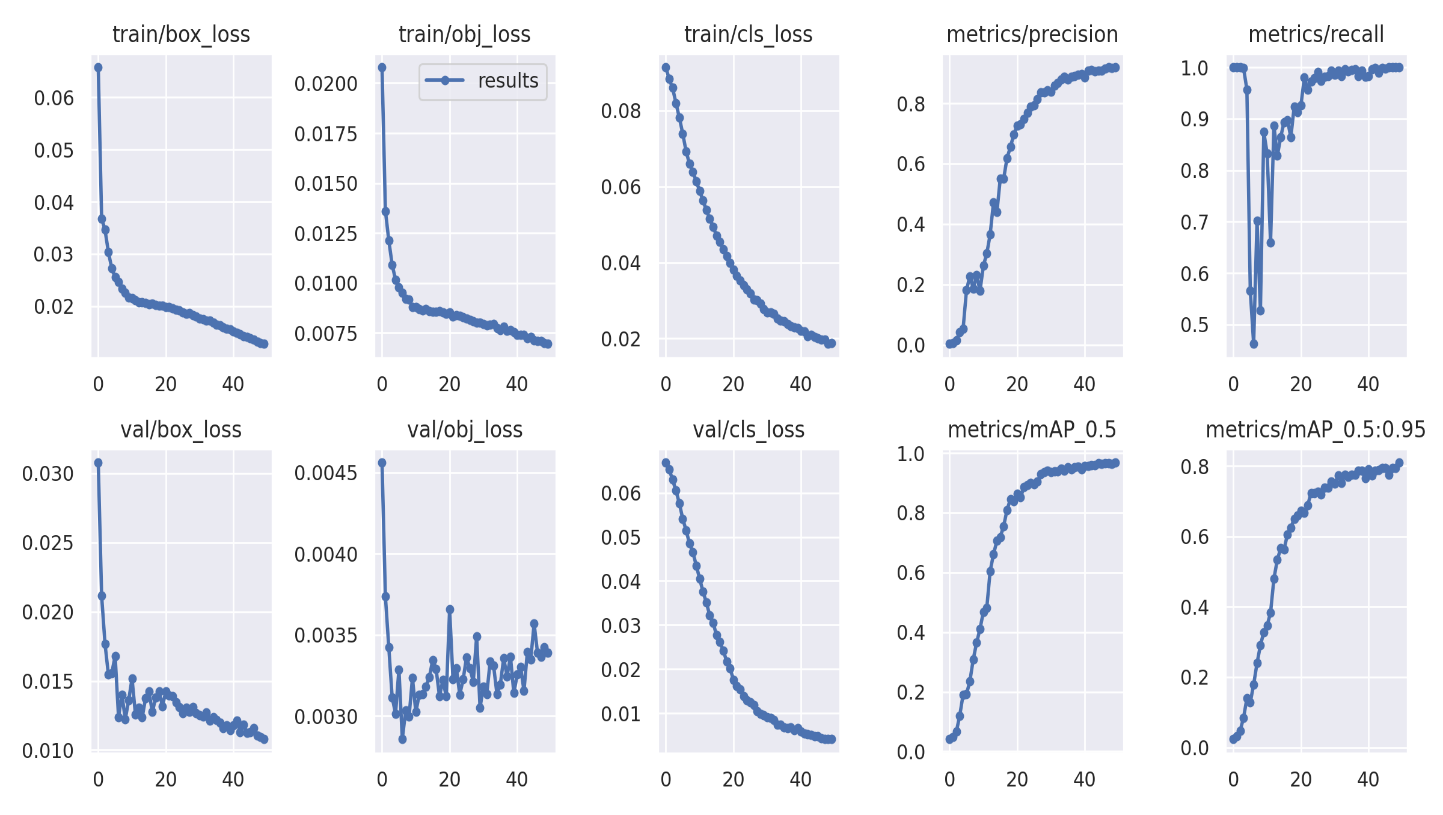 train/box_loss
0.06
0.05
0.04
0.03
0.02
0 20 40
train/obj_loss
results
0.0200
0.0175
0.0150
0.0125
0.0100
0.0075
0 20 40
train/cls_loss
0.08
0.06
0.04
0.02
0 20 40
metrics/precision
0.8
0.6
0.4
0.2
0.0
0 20 40
metrics/recall
1.0
0.9
0.8
0.7
0.6
0.5
0 20 40
val/box_loss
0.030
0.025
0.020
0.015
0.010
0 20 40
val/obj_loss
0.0045
0.0040
0.0035
0.0030
0 20 40
val/cls_loss
0.06
0.05
0.04
0.03
0.02
0.01
0 20 40
metrics/mAP_0.5
1.0
0.8
0.6
0.4
0.2
0.0
0 20 40
metrics/mAP_0.5:0.95
0.8
0.6
0.4
0.2
0.0
0 20 40